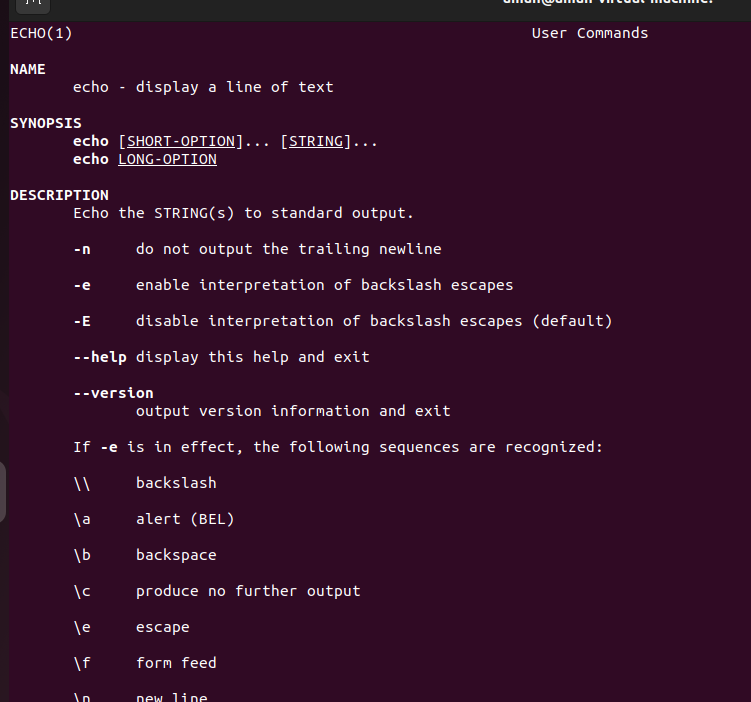 ECHO(1) User Commands
NAME
echo - display a line of text
SYNOPSIS
echo [SHORT-OPTION]... [STRING]...
echo LONG-OPTION
DESCRIPTION
Echo the STRING(s) to standard output.
-n do not output the trailing newline
-e enable interpretation of backslash escapes
-E disable interpretation of backslash escapes (default)
--help display this help and exit
--version
output version information and exit
If -e is in effect, the following sequences are recognized:
\\ backslash
\a alert (BEL)
\b backspace
\c produce no further output
\e escape
\f form feed
\n new line